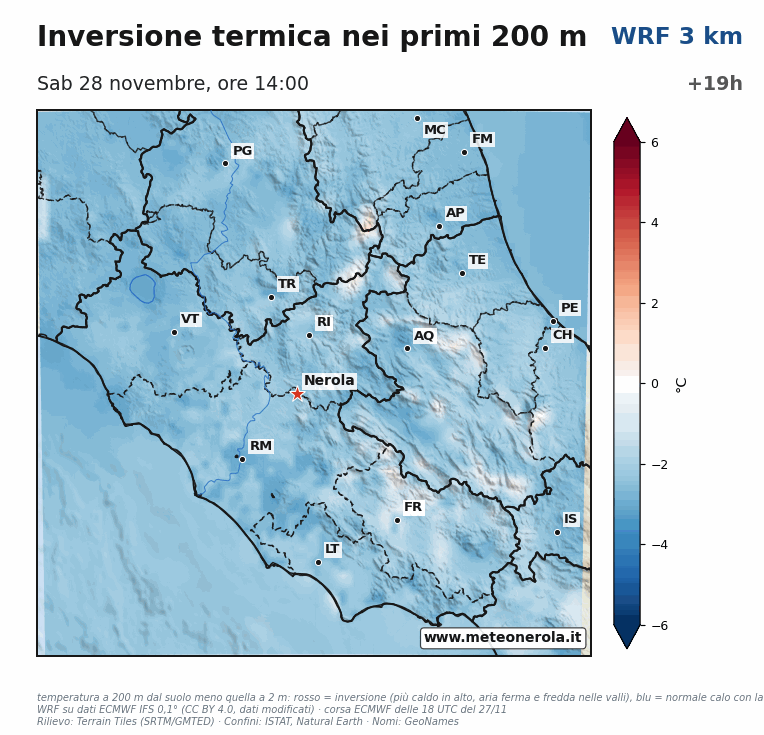 Inversione termica nei primi 200 m WRF 3 km
Sab 28 novembre, ore 14:00 +19h
MC
FM
PG
AP
TE
TR
PE
VT
RI
AQ
CH
Nerola
RM
FR
IS
LT
www.meteonerola.it
6
4
2
0
−2
−4
−6
°C
temperatura a 200 m dal suolo meno quella a 2 m: rosso = inversione (più caldo in alto, aria ferma e fredda nelle valli), blu = normale calo con la
WRF su dati ECMWF IFS 0,1° (CC BY 4.0, dati modificati) · corsa ECMWF delle 18 UTC del 27/11
Rilievo: Terrain Tiles (SRTM/GMTED) · Confini: ISTAT, Natural Earth · Nomi: GeoNames